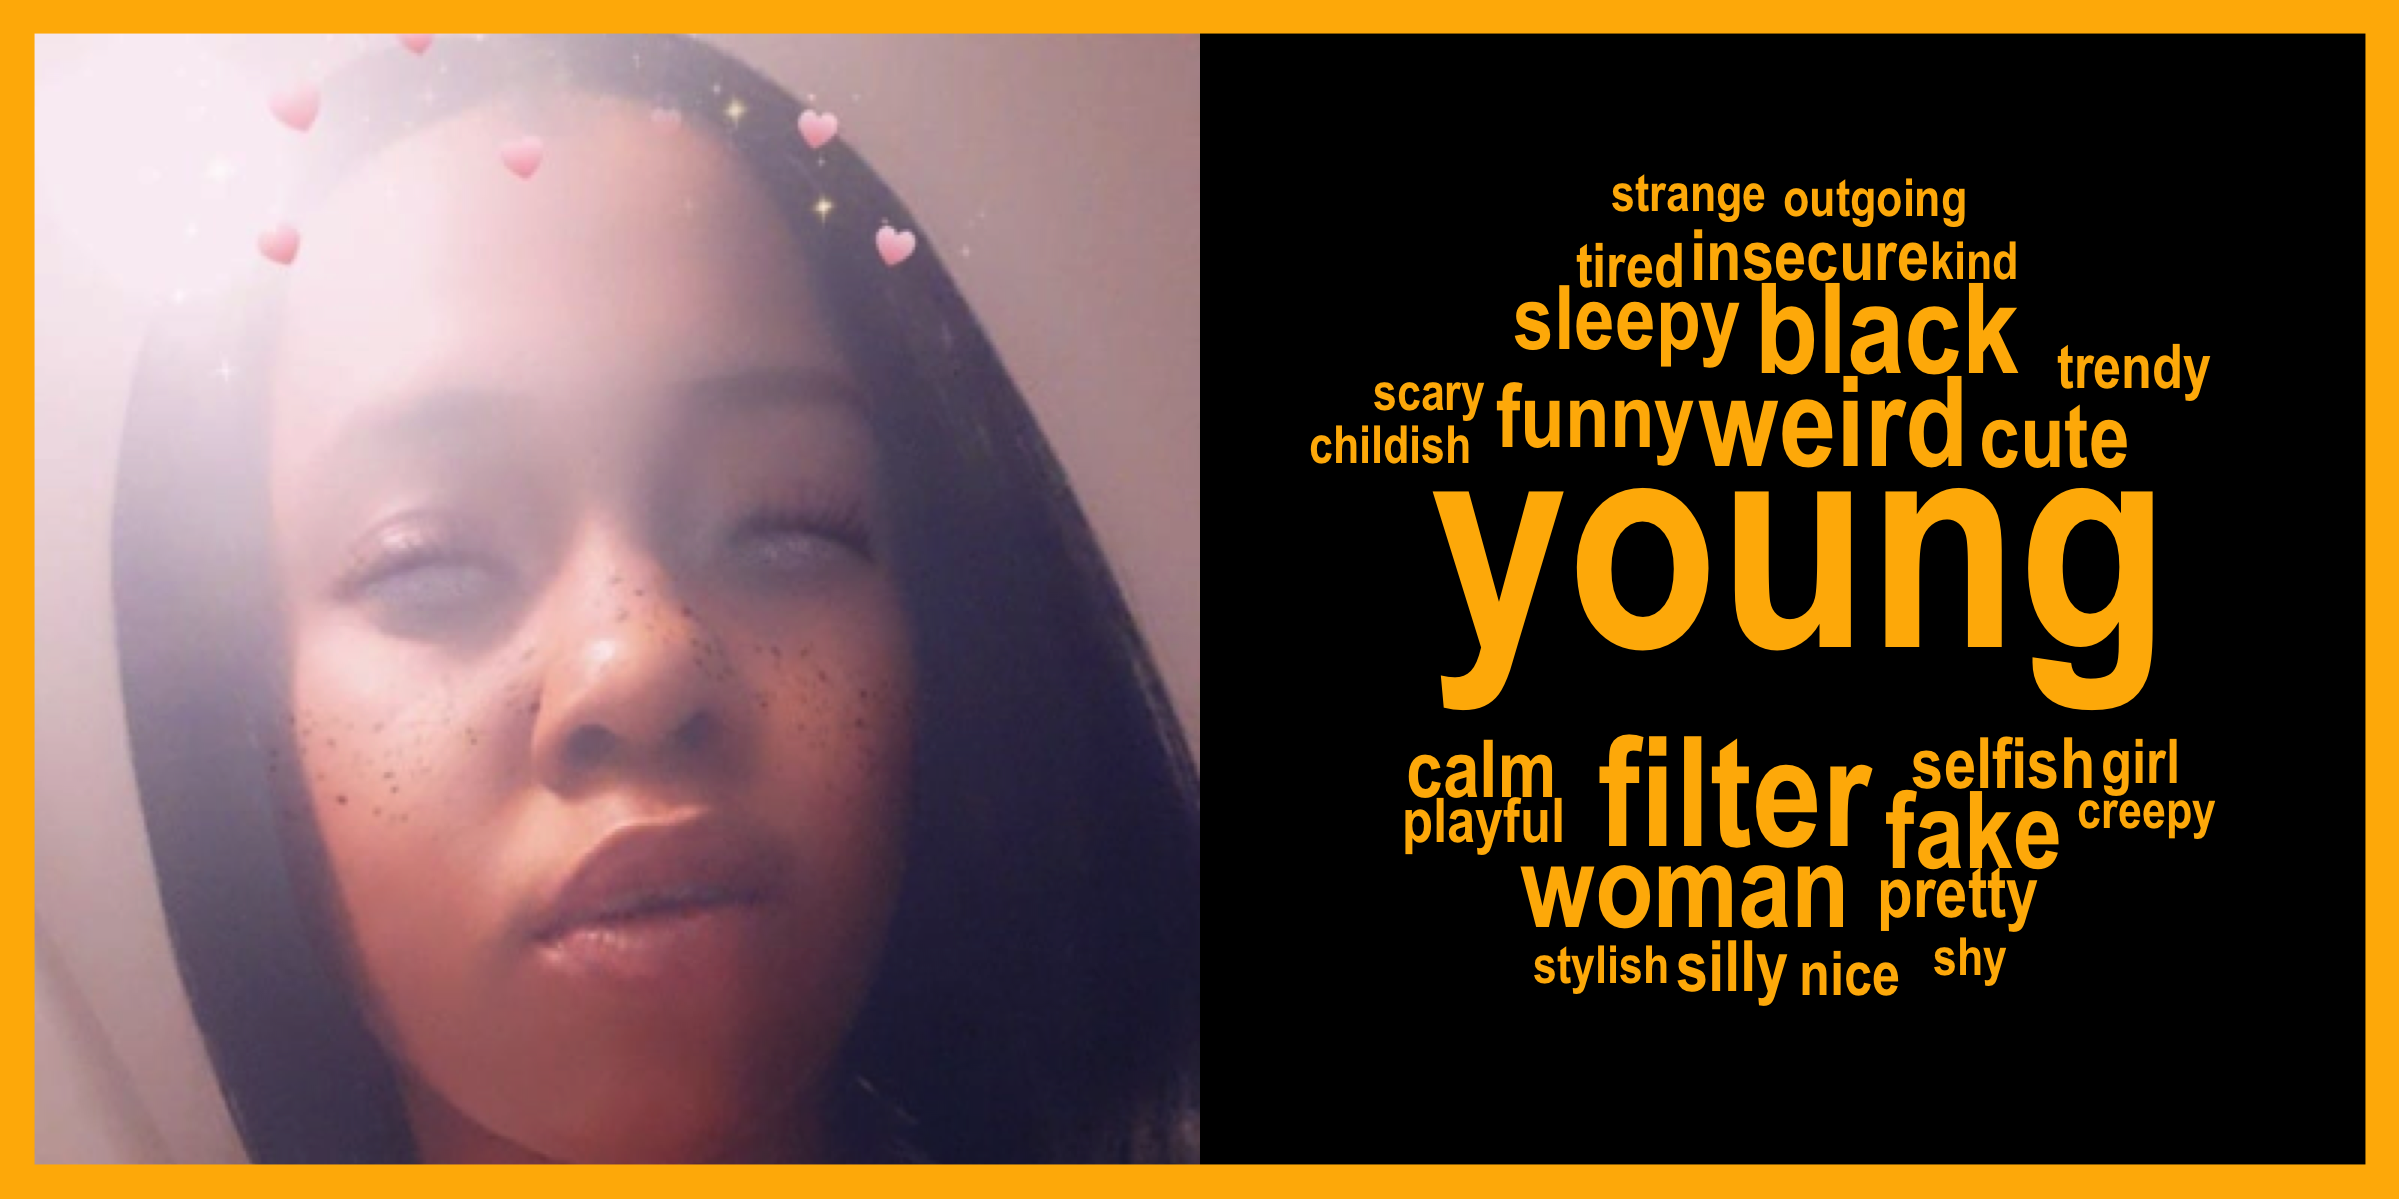 strange outgoing
tired insecure kind
sleepy black trendy
scary funny weird cute
childish
young
calm filter selfish girl
playful fake creepy
woman pretty
stylish silly nice shy